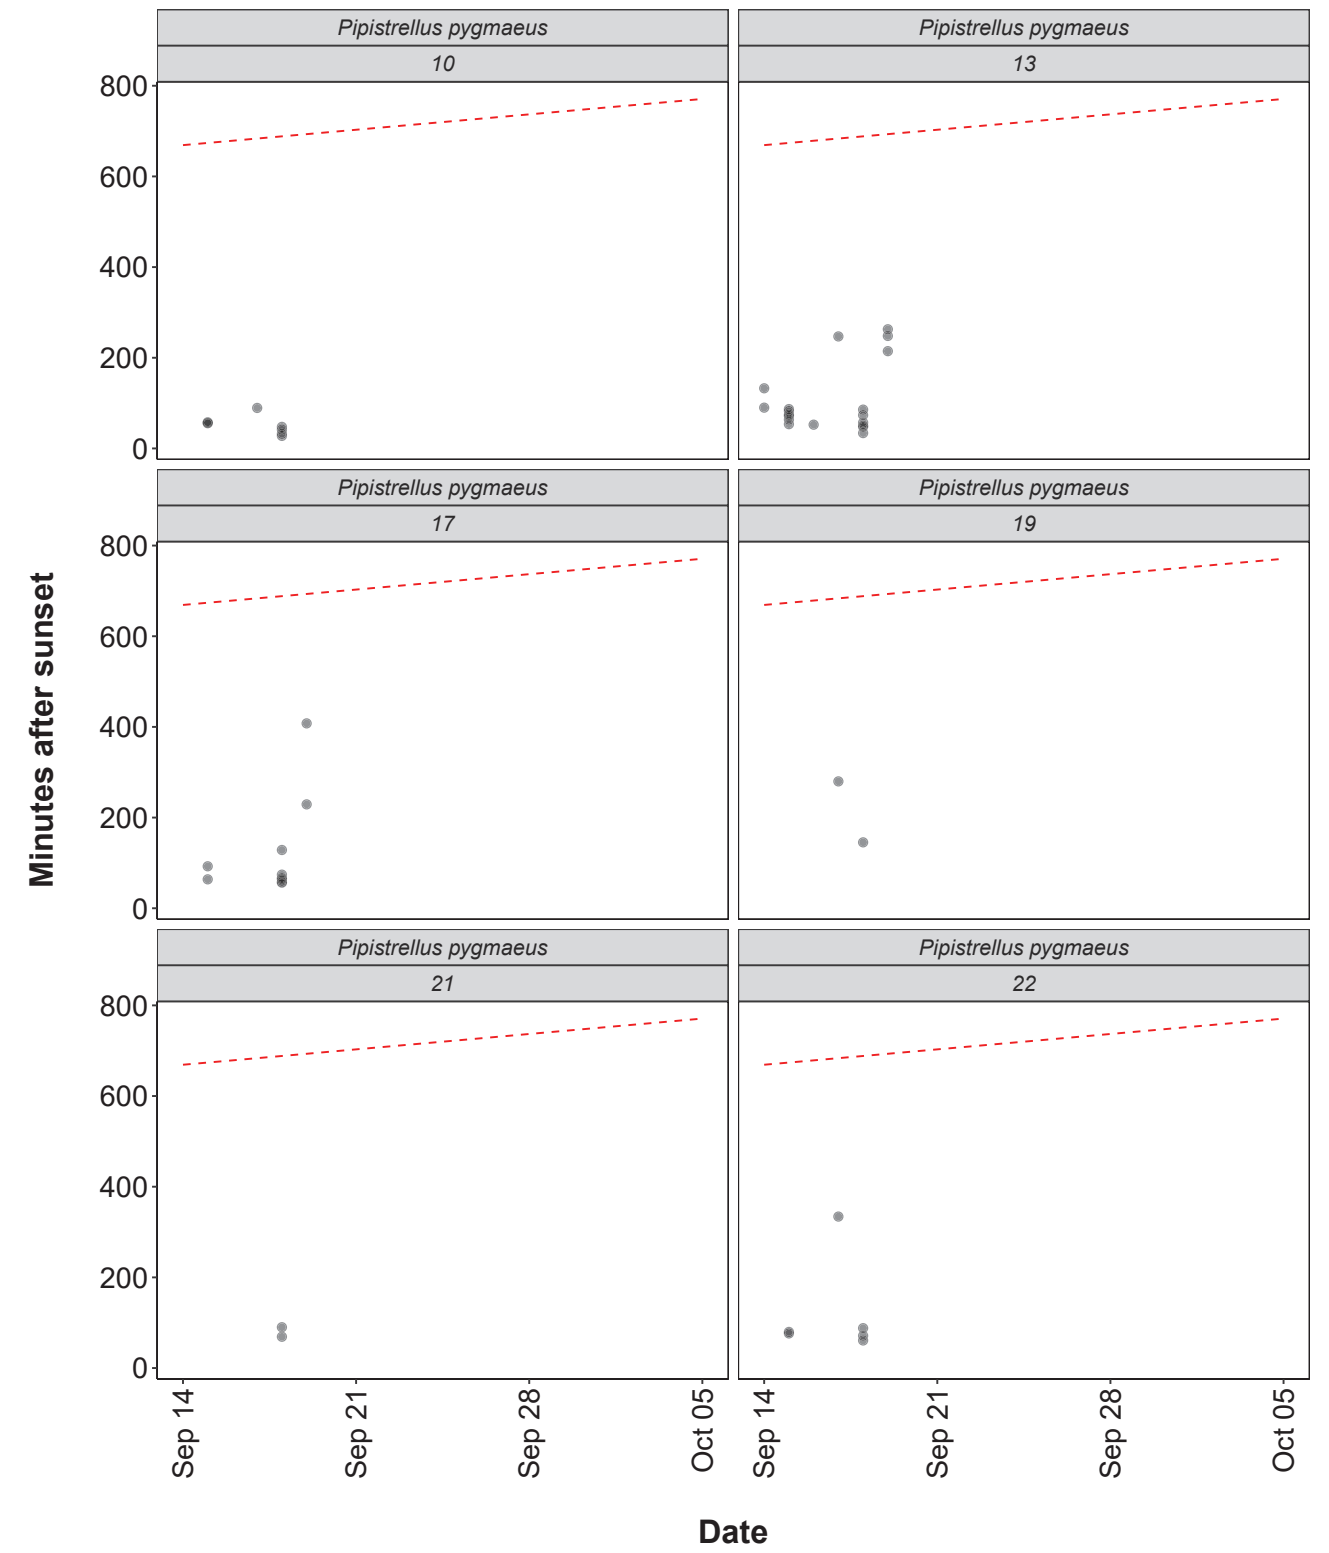 Pipistrellus pygmaeus
Pipistrellus pygmaeus
10
13
800
600
400
200
0
Pipistrellus pygmaeus
Pipistrellus pygmaeus
17
19
800
600
400
200
0
Minutes after sunset
Pipistrellus pygmaeus
Pipistrellus pygmaeus
21
22
800
600
400
200
0
Sep 14
Sep 21
Sep 28
Oct 05
Sep 14
Sep 21
Sep 28
Oct 05
Date